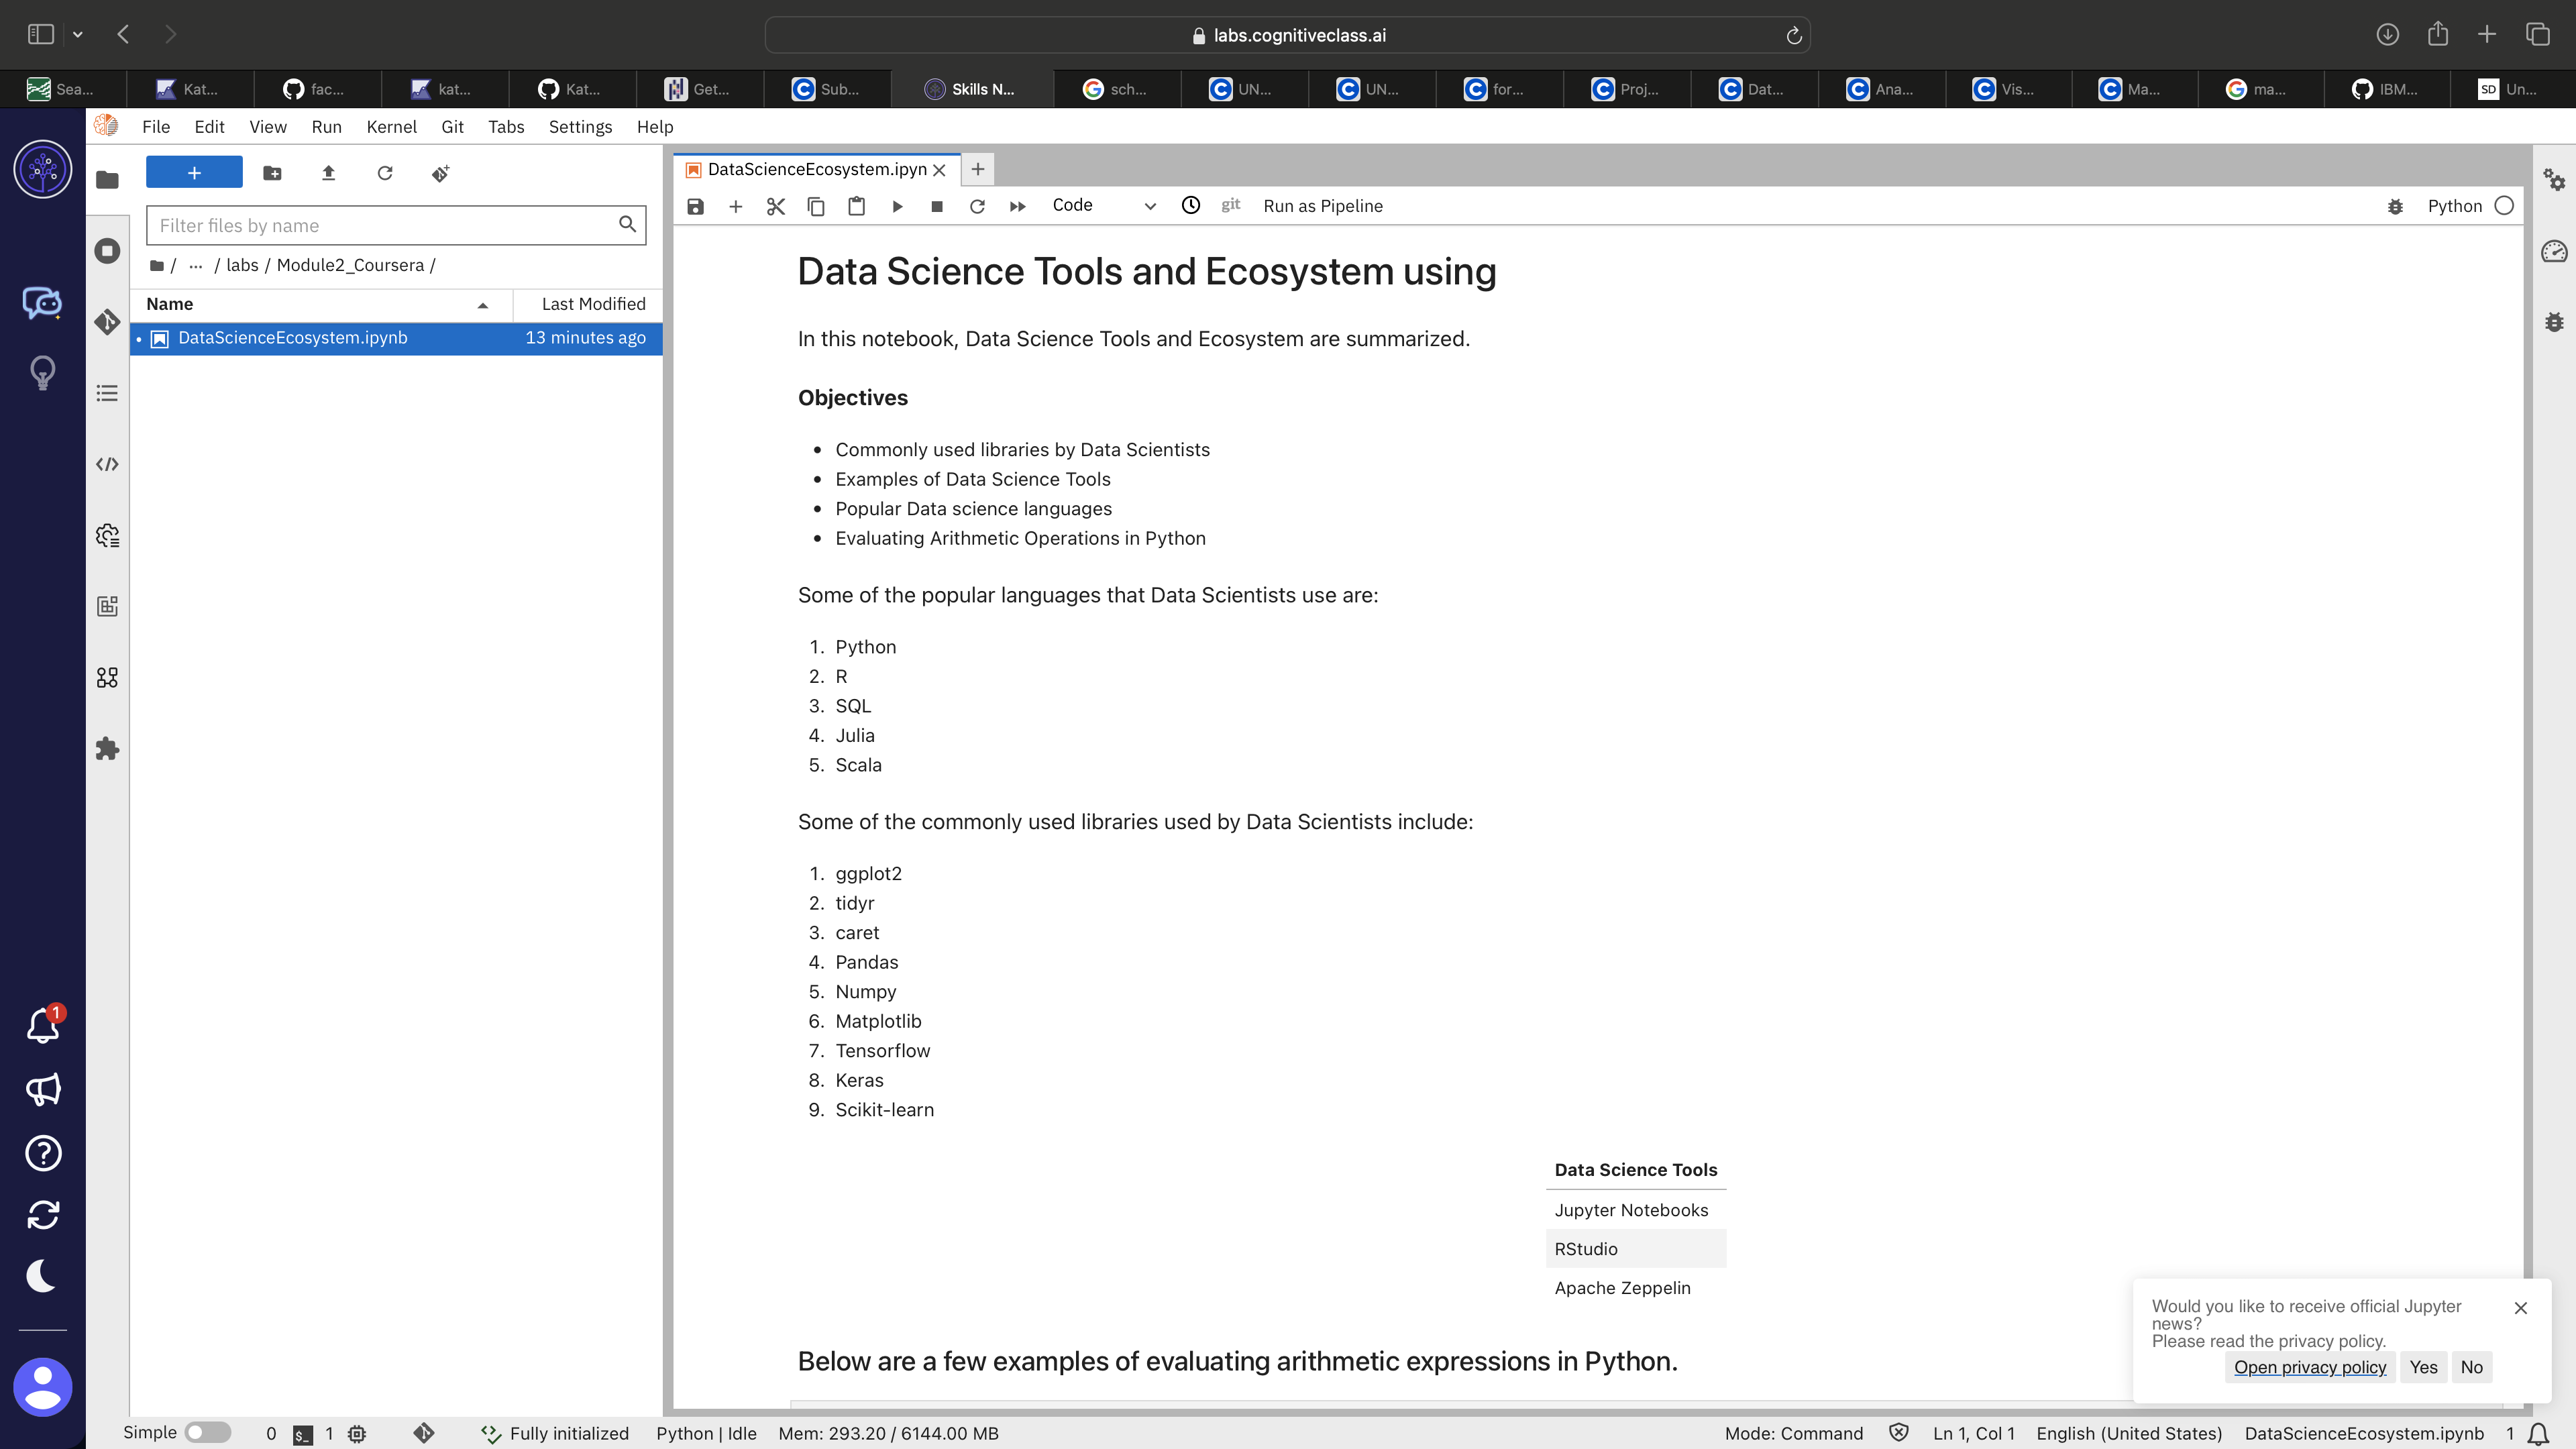 labs.cognitiveclass.ai
Sea...
Kat...
fac...
kat...
Kat...
Get...
Sub...
Skills N...
sch...
UN...
UN...
for...
Proj...
Dat...
Ana...
Vis...
Ma...
ma...
IBM...
SD Un...
File Edit View Run Kernel Git Tabs Settings Help
Filter files by name
/ ... / labs / Module2_Coursera /
Name Last Modified
DataScienceEcosystem.ipynb 13 minutes ago
DataScienceEcosystem.ipyn
Code
git
Run as Pipeline
Python
Data Science Tools and Ecosystem using
In this notebook, Data Science Tools and Ecosystem are summarized.
Objectives
• Commonly used libraries by Data Scientists
• Examples of Data Science Tools
• Popular Data science languages
• Evaluating Arithmetic Operations in Python
Some of the popular languages that Data Scientists use are:
1. Python
2. R
3. SQL
4. Julia
5. Scala
Some of the commonly used libraries used by Data Scientists include:
1. ggplot2
2. tidyr
3. caret
4. Pandas
5. Numpy
6. Matplotlib
7. Tensorflow
8. Keras
9. Scikit-learn
Data Science Tools
Jupyter Notebooks
RStudio
Apache Zeppelin
Below are a few examples of evaluating arithmetic expressions in Python.
1
Would you like to receive official Jupyter
news?
Please read the privacy policy.
Open privacy policy Yes No
Simple 0 $_ 1 Fully initialized Python | Idle Mem: 293.20 / 6144.00 MB Mode: Command Ln 1, Col 1 English (United States) DataScienceEcosystem.ipynb 1